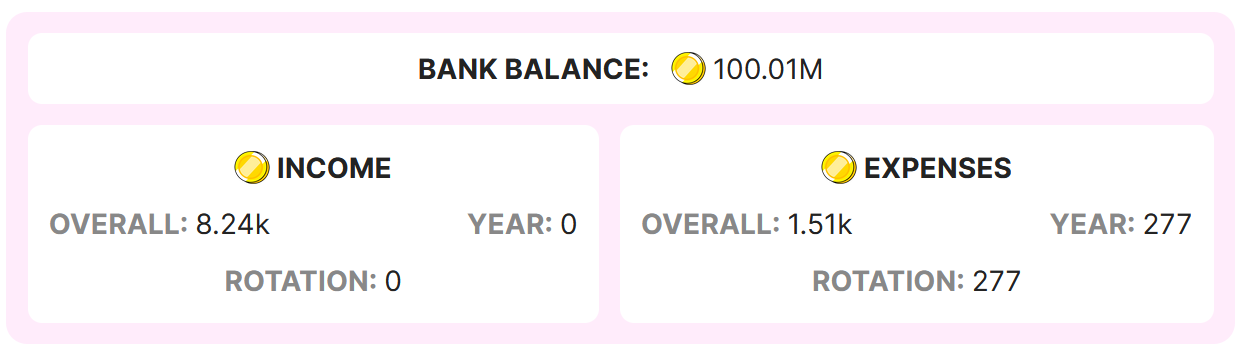 BANK BALANCE: 100.01M
INCOME
OVERALL: 8.24k YEAR: 0
ROTATION: 0
EXPENSES
OVERALL: 1.51k YEAR: 277
ROTATION: 277